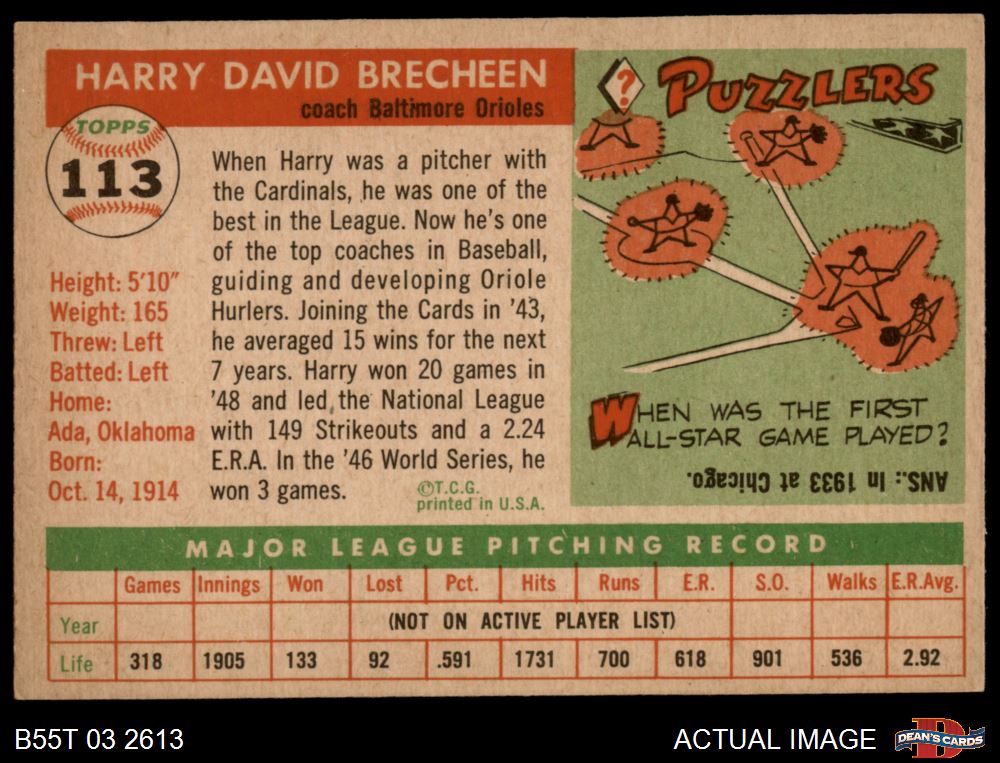 HARRY DAVID BRECHEEN
coach Baltimore Orioles
TOPPS
113
Height: 5'10"
Weight: 165
Threw: Left
Batted: Left
Home:
Ada, Oklahoma
Born:
Oct. 14, 1914
When Harry was a pitcher with
the Cardinals, he was one of the
best in the League. Now he's one
of the top coaches in Baseball,
guiding and developing Oriole
Hurlers. Joining the Cards in '43,
he averaged 15 wins for the next
7 years. Harry won 20 games in
'48 and led the National League
with 149 Strikeouts and a 2.24
E.R.A. In the '46 World Series, he
won 3 games.
©T.C.G.
printed in U.S.A.
?
PUZZLERS
WHEN WAS THE FIRST
ALL-STAR GAME PLAYED?
ANS.: In 1933 at Chicago.
MAJOR LEAGUE PITCHING RECORD
Games Innings Won Lost Pct. Hits Runs E.R. S.O. Walks E.R.Avg.
Year (NOT ON ACTIVE PLAYER LIST)
Life 318 1905 133 92 .591 1731 700 618 901 536 2.92
B55T 03 2613
ACTUAL IMAGE
D
DEAN'S CARDS